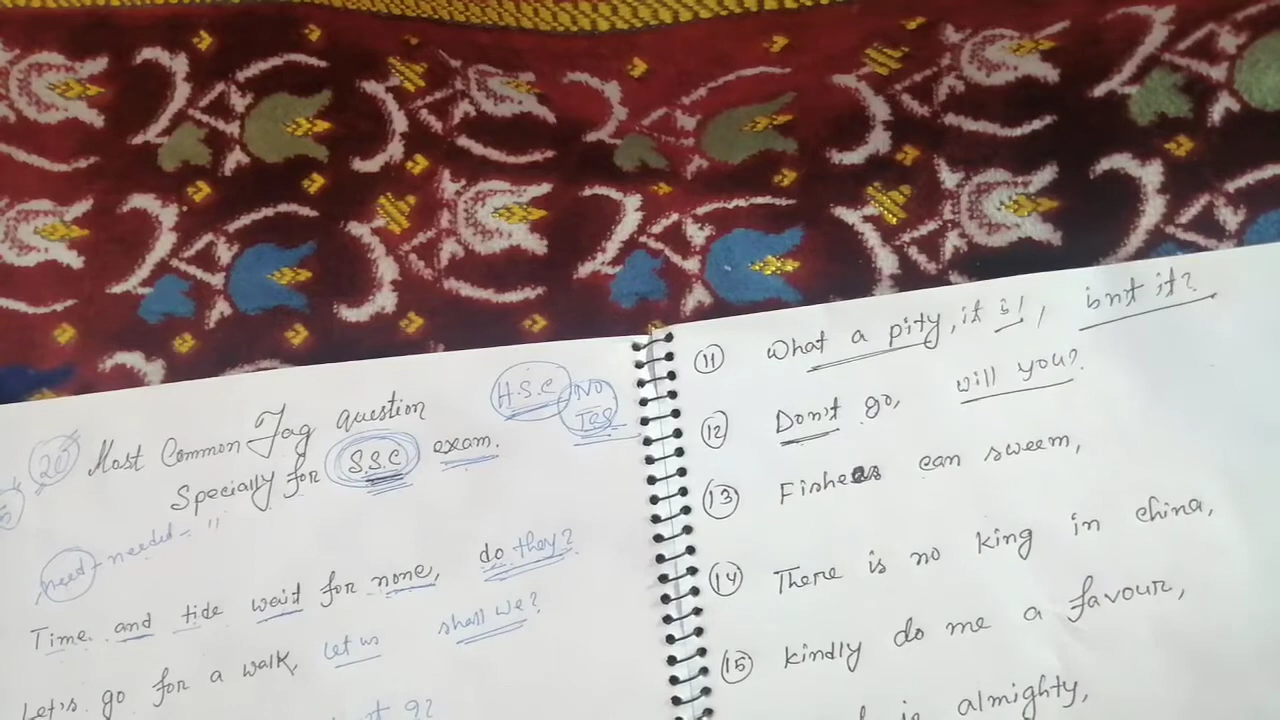 20 Most Common Tag question
H.S.C NO
Specially for S.S.C exam.
need - needed - "
Time and tide wait for none, do they?
Let's go for a walk, Let us shall we?
(11) What a pity, it is!, isn't it?
(12) Don't go, will you?
(13) Fishes can sweem,
(14) There is no king in china,
(15) kindly do me a favour,
is almighty,